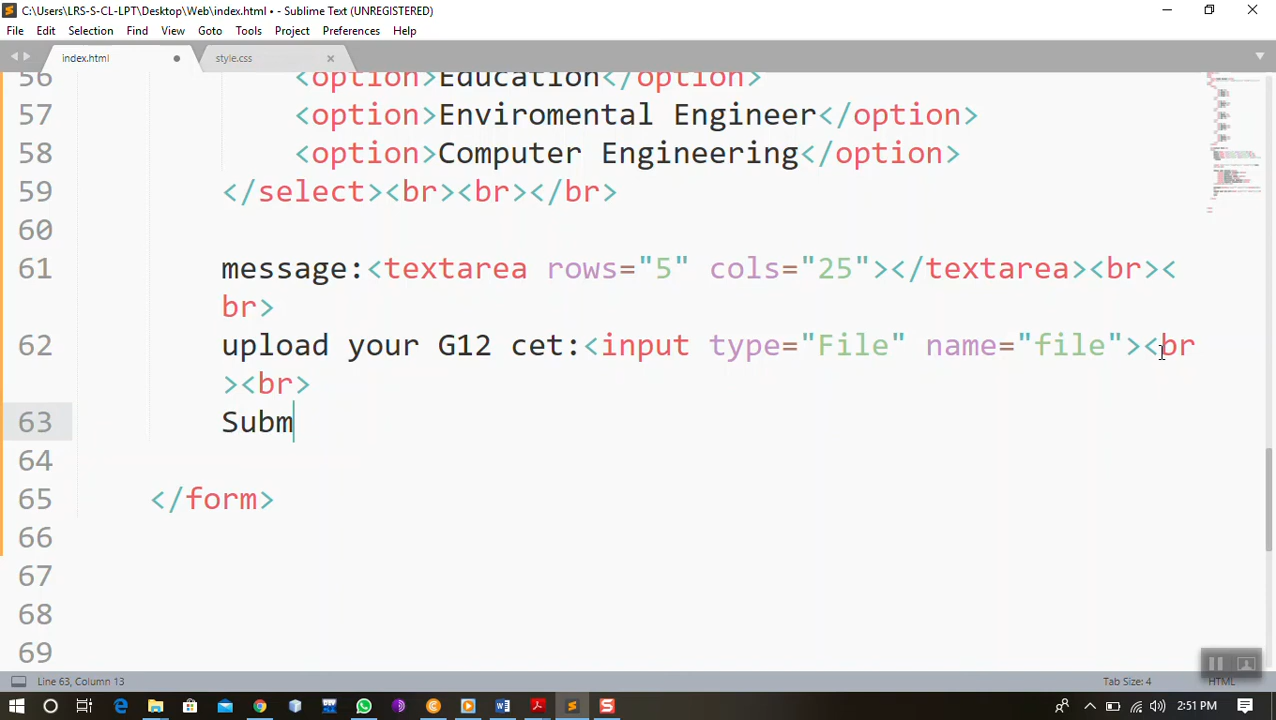 C:\Users\LRS-S-CL-LPT\Desktop\Web\index.html • - Sublime Text (UNREGISTERED)
File Edit Selection Find View Goto Tools Project Preferences Help
index.html style.css
56 <option>Education</option>
57 <option>Enviromental Engineer</option>
58 <option>Computer Engineering</option>
59 </select><br><br></br>
60
61 message:<textarea rows="5" cols="25"></textarea><br><
br>
62 upload your G12 cet:<input type="File" name="file"><br
><br>
63 Subm
64
65 </form>
66
67
68
69
Line 63, Column 13 Tab Size: 4 HTML
2:51 PM